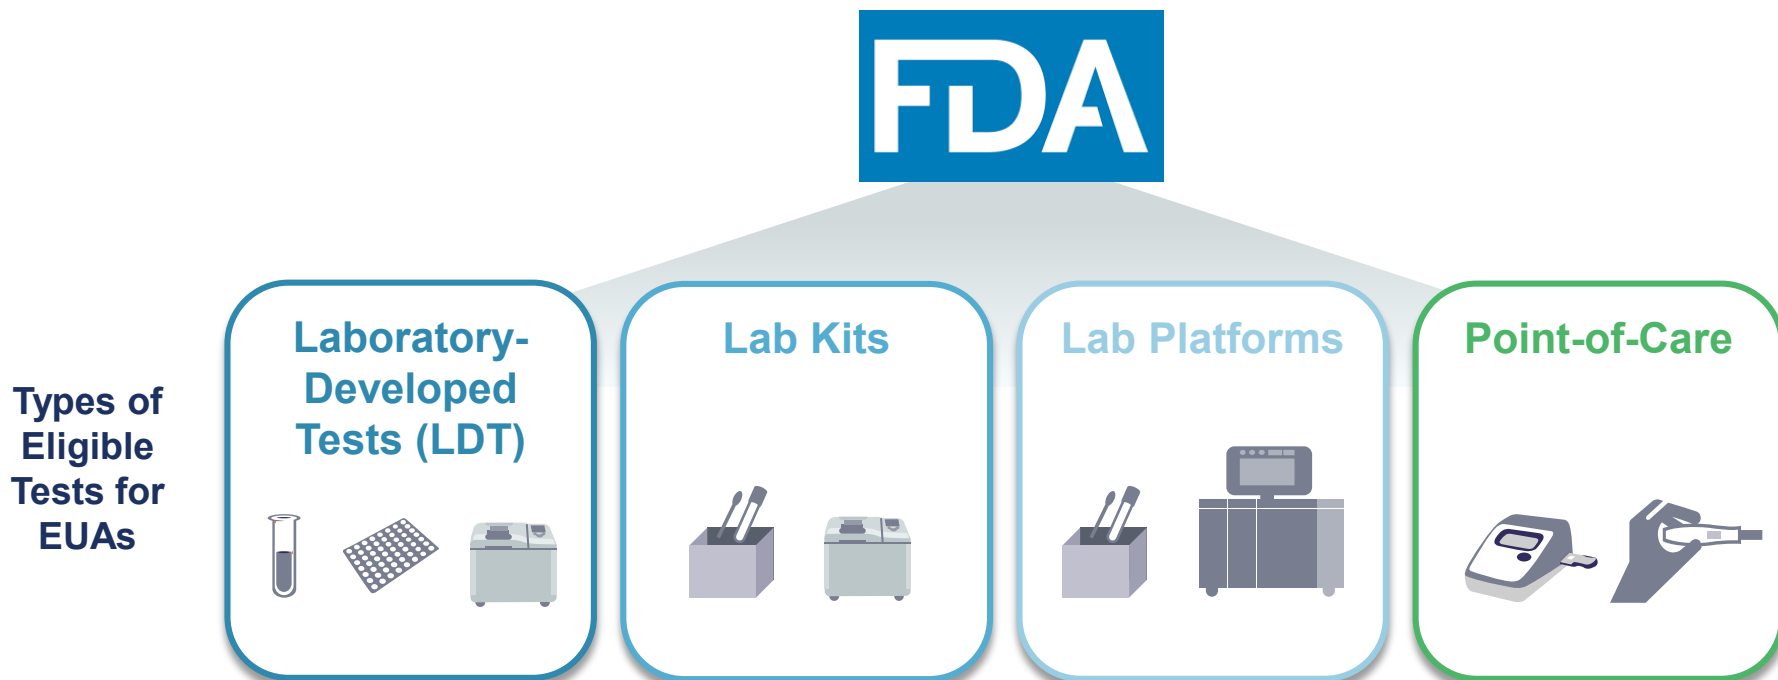 FDA
Types of
Eligible
Tests for
EUAs
Laboratory-
Developed
Tests (LDT)
Lab Kits
Lab Platforms
Point-of-Care